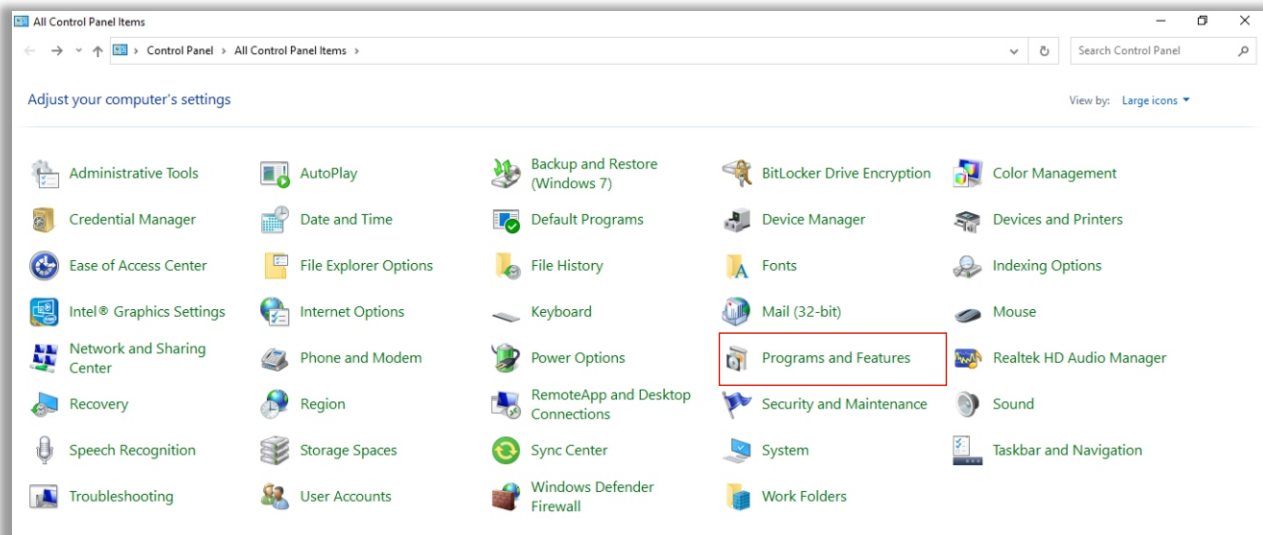 All Control Panel Items
Control Panel › All Control Panel Items ›
Search Control Panel
Adjust your computer's settings
View by: Large icons
Administrative Tools
AutoPlay
Backup and Restore
(Windows 7)
BitLocker Drive Encryption
Color Management
Credential Manager
Date and Time
Default Programs
Device Manager
Devices and Printers
Ease of Access Center
File Explorer Options
File History
Fonts
Indexing Options
Intel® Graphics Settings
Internet Options
Keyboard
Mail (32-bit)
Mouse
Network and Sharing
Center
Phone and Modem
Power Options
Programs and Features
Realtek HD Audio Manager
Recovery
Region
RemoteApp and Desktop
Connections
Security and Maintenance
Sound
Speech Recognition
Storage Spaces
Sync Center
System
Taskbar and Navigation
Troubleshooting
User Accounts
Windows Defender
Firewall
Work Folders